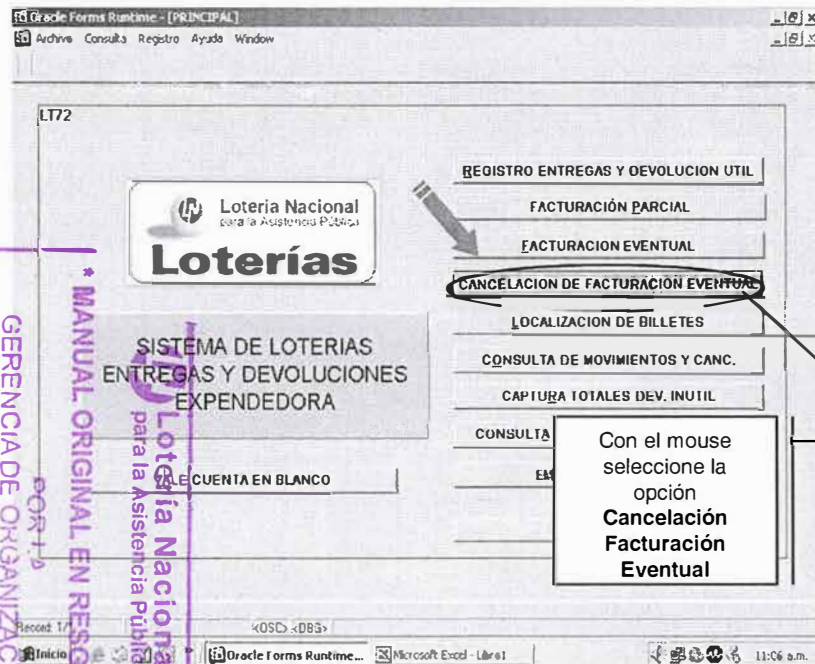 Oracle Forms Runtime - [PRINCIPAL]
Archivo Consulta Registro Ayuda Window
LT72
Lotería Nacional
para la Asistencia Pública
Loterías
SISTEMA DE LOTERIAS
ENTREGAS Y DEVOLUCIONES
EXPENDEDORA
CUENTA EN BLANCO
REGISTRO ENTREGAS Y DEVOLUCION UTIL
FACTURACIÓN PARCIAL
FACTURACION EVENTUAL
CANCELACION DE FACTURACIÓN EVENTUAL
LOCALIZACION DE BILLETES
CONSULTA DE MOVIMIENTOS Y CANC.
CAPTURA TOTALES DEV. INUTIL
CONSULTA
Con el mouse
seleccione la
opción
Cancelación
Facturación
Eventual
Lotería Naciona
para la Asistencia Públic
* MANUAL ORIGINAL EN RESG
POR LA
GERENCIA DE ORGANIZAC
Record: 1/
<OSC> <DBG>
Inicio
Oracle Forms Runtime...
Microsoft Excel - Libro1
11:06 a.m.